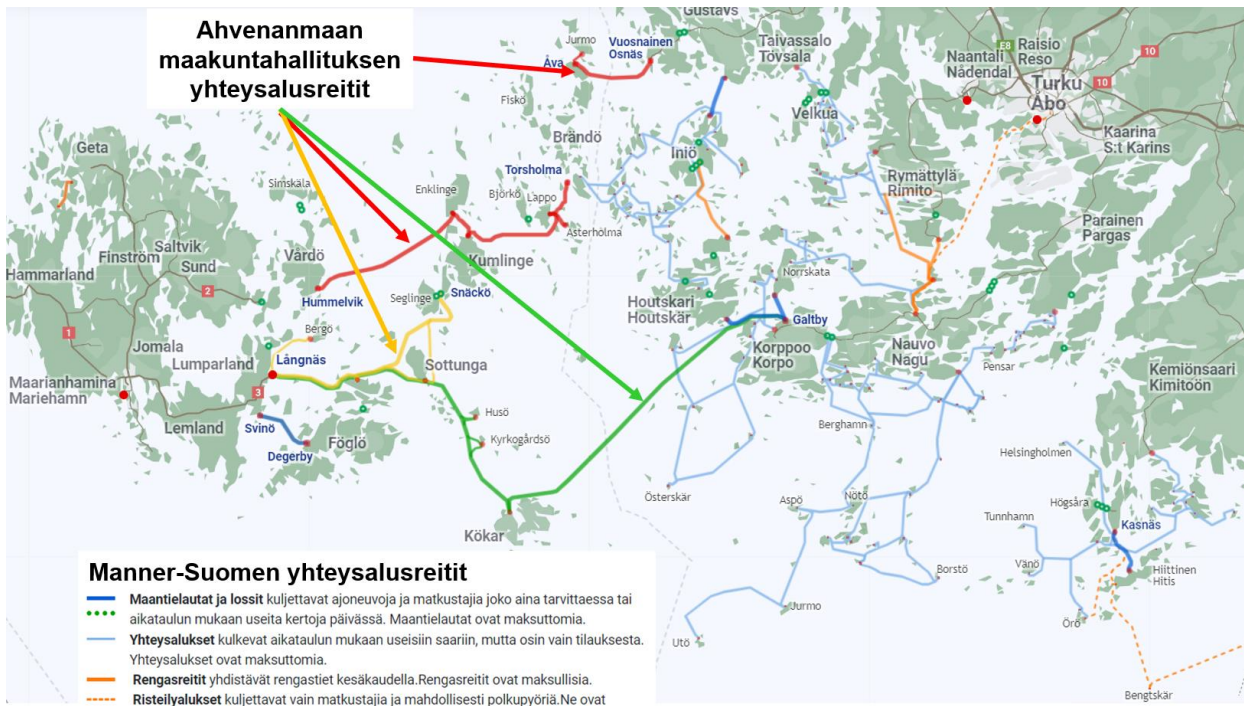 Ahvenanmaan
maakuntahallituksen
yhteysalusreitit
Gustavs
Jurmo
Vuosnainen
Osnäs
Åva
Taivassalo
Tövsala
E8
Raisio
Reso
10
Naantali
Nådendal
10
Turku
Åbo
Fiskö
Brändö
Velkua
Kaarina
S:t Karins
Geta
Iniö
Torsholma
Simskäla
Enklinge
Björkö
Lappo
Rymättylä
Rimito
Asterholma
Parainen
Pargas
Saltvik
Finström
Sund
Vårdö
Kumlinge
Hammarland
2
Norrskata
Hummelvik
Seglinge
Snäckö
Houtskari
Houtskär
Galtby
1
Bergö
Jomala
Korppoo
Korpo
Nauvo
Nagu
Lumparland
Långnäs
Sottunga
Pensar
Kemiönsaari
Kimitoön
Maarianhamina
Mariehamn
3
Lemland
Svinö
Husö
Föglö
Kyrkogårdsö
Berghamn
Degerby
Helsingholmen
Österskär
Aspö
Nötö
Högsåra
Kökar
Tunnhamn
Kasnäs
Vänö
Hiittinen
Hitis
Borstö
Jurmo
Örö
Utö
Bengtskär
Manner-Suomen yhteysalusreitit
Maantielautat ja lossit kuljettavat ajoneuvoja ja matkustajia joko aina tarvittaessa tai
aikataulun mukaan useita kertoja päivässä. Maantielautat ovat maksuttomia.
Yhteysalukset kulkevat aikataulun mukaan useisiin saariin, mutta osin vain tilauksesta.
Yhteysalukset ovat maksuttomia.
Rengasreitit yhdistävät rengastiet kesäkaudella.Rengasreitit ovat maksullisia.
Risteilyalukset kuljettavat vain matkustajia ja mahdollisesti polkupyöriä.Ne ovat